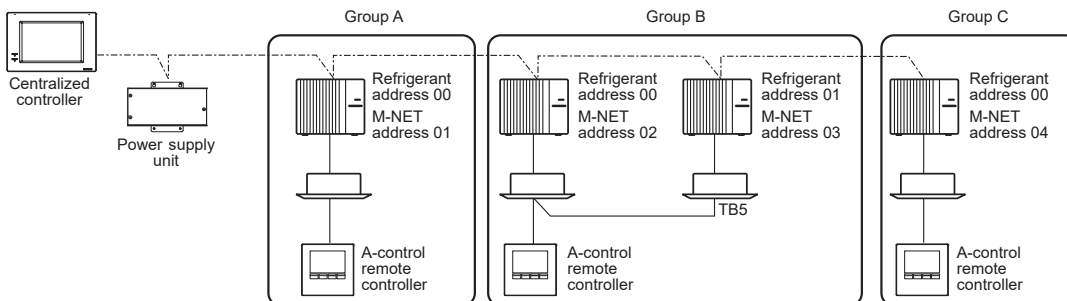 Group A
Group B
Group C
Centralized
controller
Power supply
unit
Refrigerant
address 00
M-NET
address 01
Refrigerant
address 00
M-NET
address 02
Refrigerant
address 01
M-NET
address 03
Refrigerant
address 00
M-NET
address 04
TB5
A-control
remote
controller
A-control
remote
controller
A-control
remote
controller